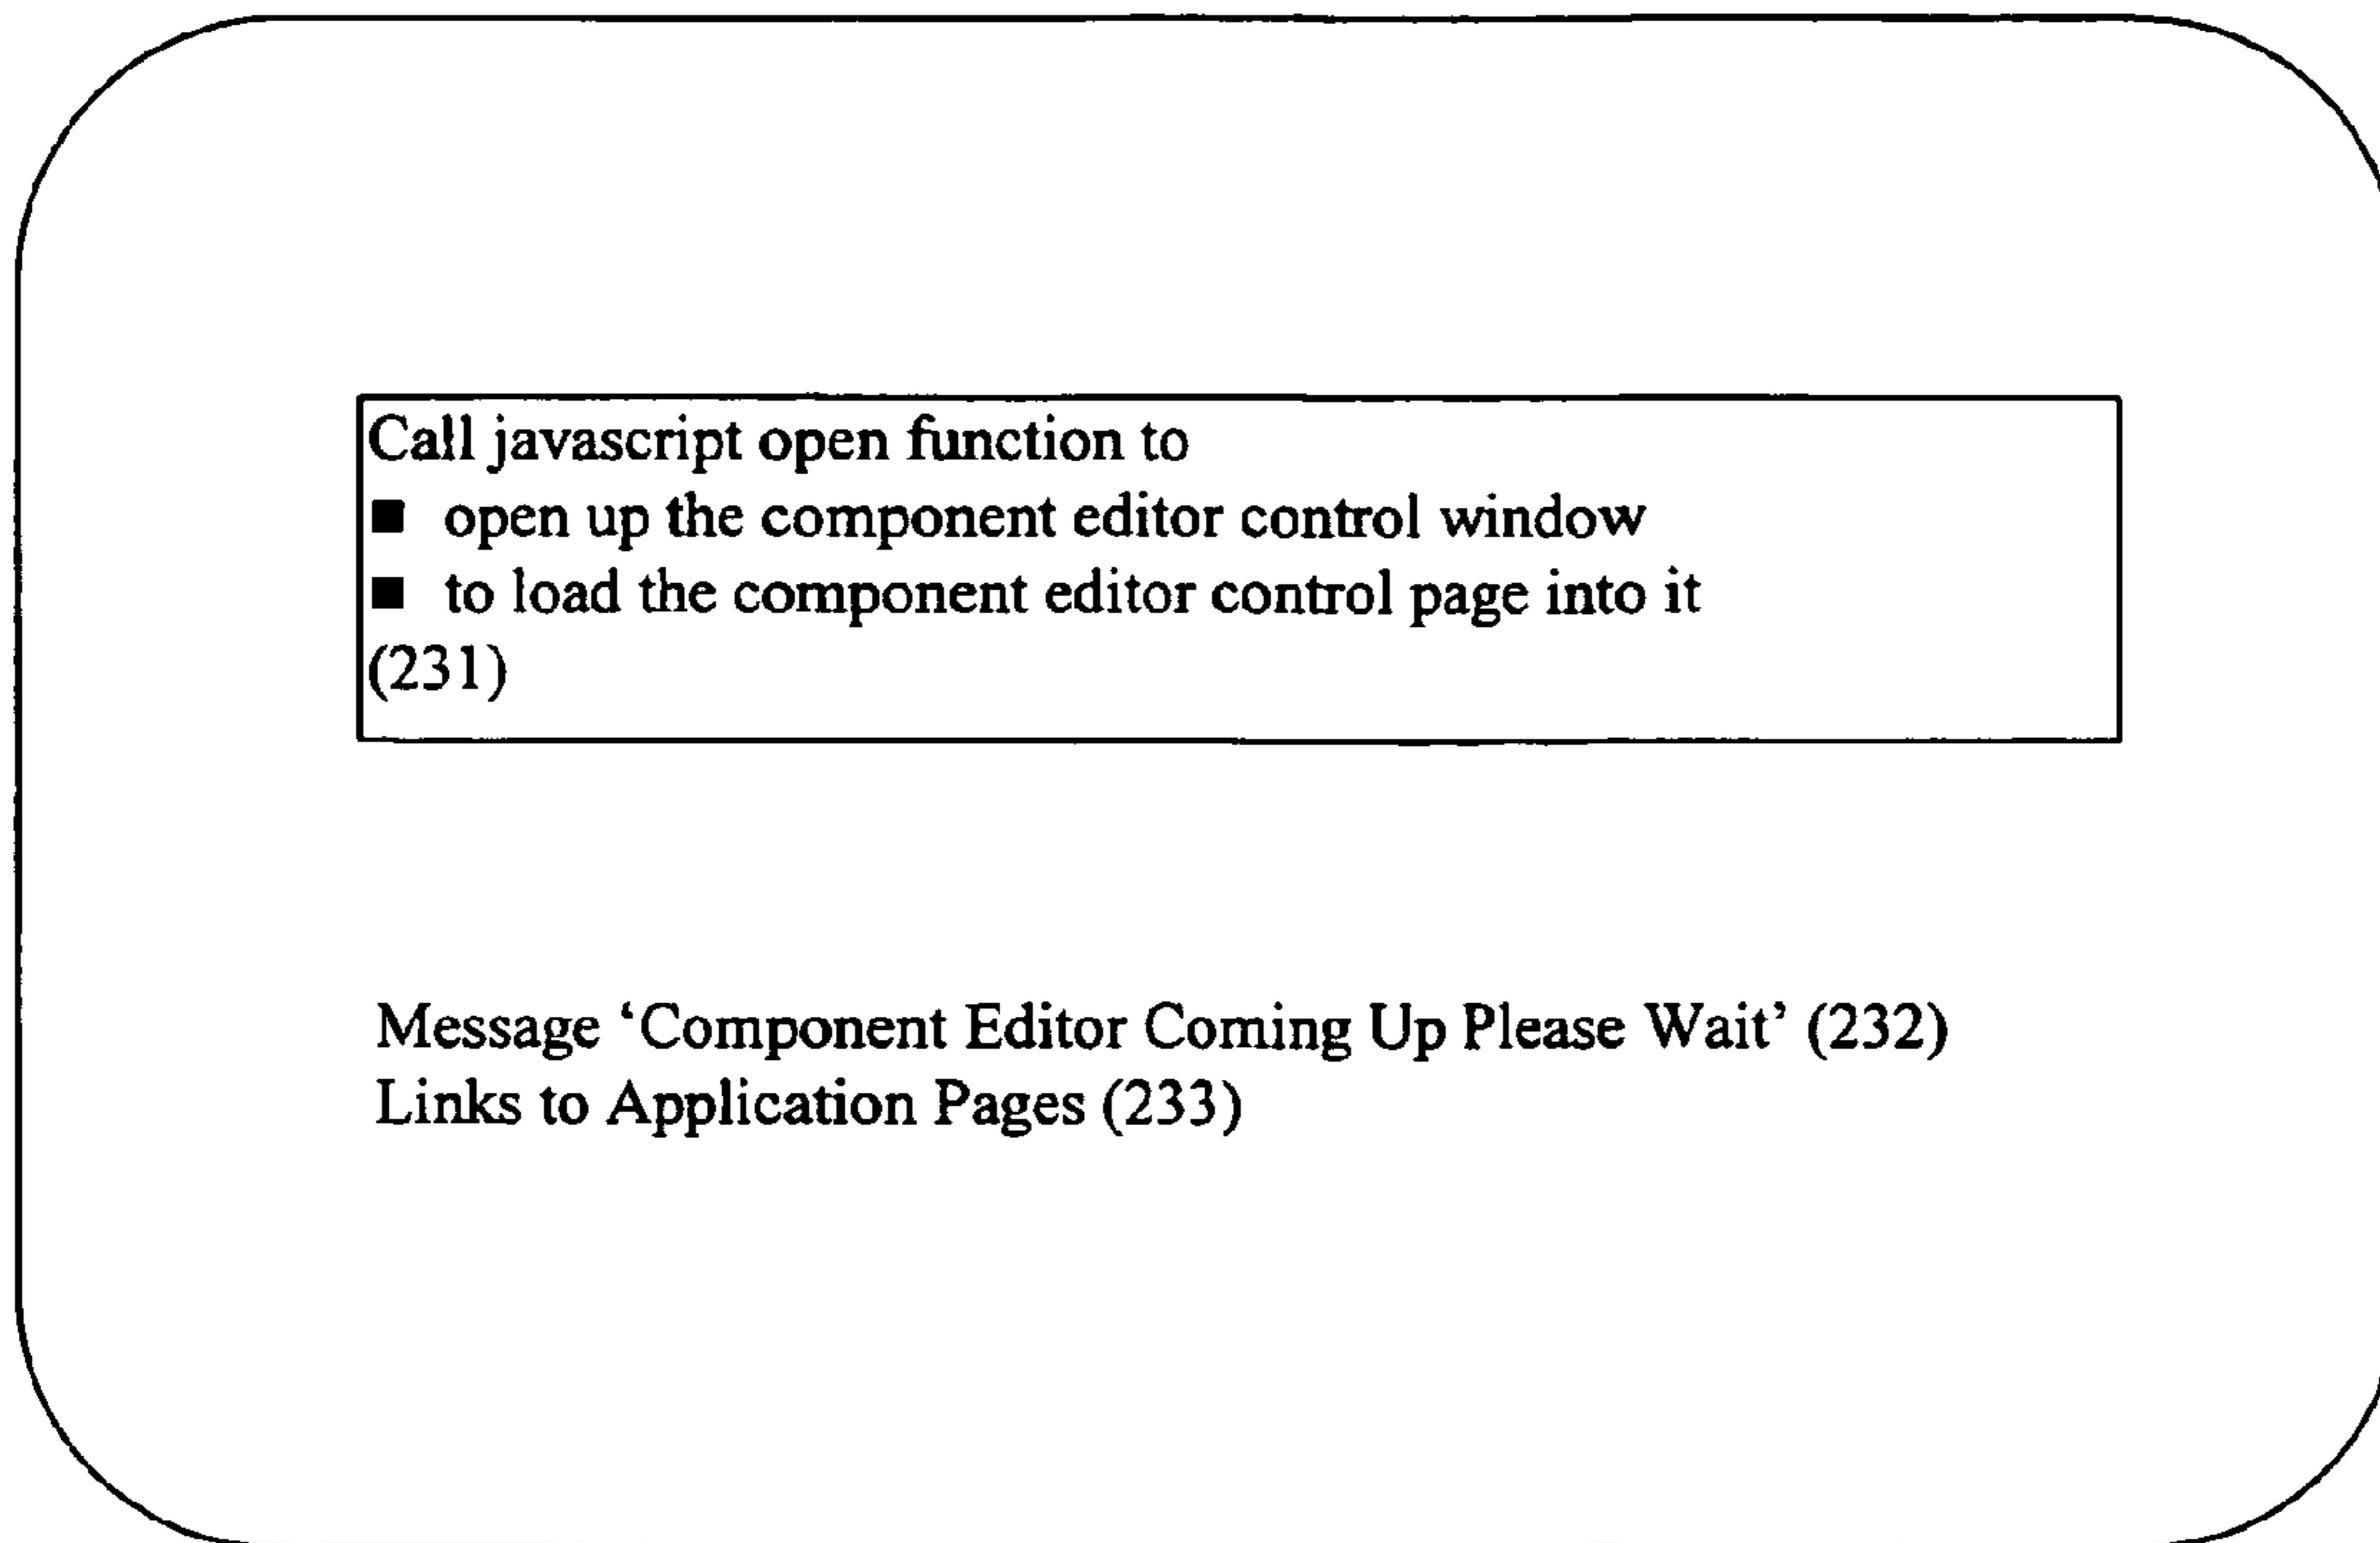 Call javascript open function to
■ open up the component editor control window
■ to load the component editor control page into it
(231)
Message ‘Component Editor Coming Up Please Wait’ (232)
Links to Application Pages (233)